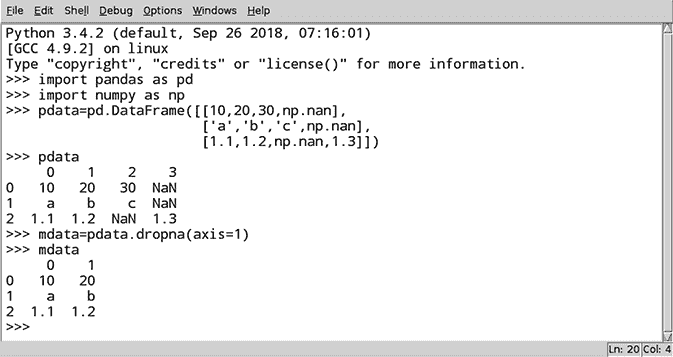 File Edit Shell Debug Options Windows Help
Python 3.4.2 (default, Sep 26 2018, 07:16:01)
[GCC 4.9.2] on linux
Type "copyright", "credits" or "license()" for more information.
>>> import pandas as pd
>>> import numpy as np
>>> pdata=pd.DataFrame([[10,20,30,np.nan],
                        ['a','b','c',np.nan],
                        [1.1,1.2,np.nan,1.3]])
>>> pdata
     0    1    2    3
0   10   20   30  NaN
1    a    b    c  NaN
2  1.1  1.2  NaN  1.3
>>> mdata=pdata.dropna(axis=1)
>>> mdata
     0    1
0   10   20
1    a    b
2  1.1  1.2
>>>
Ln: 20 Col: 4